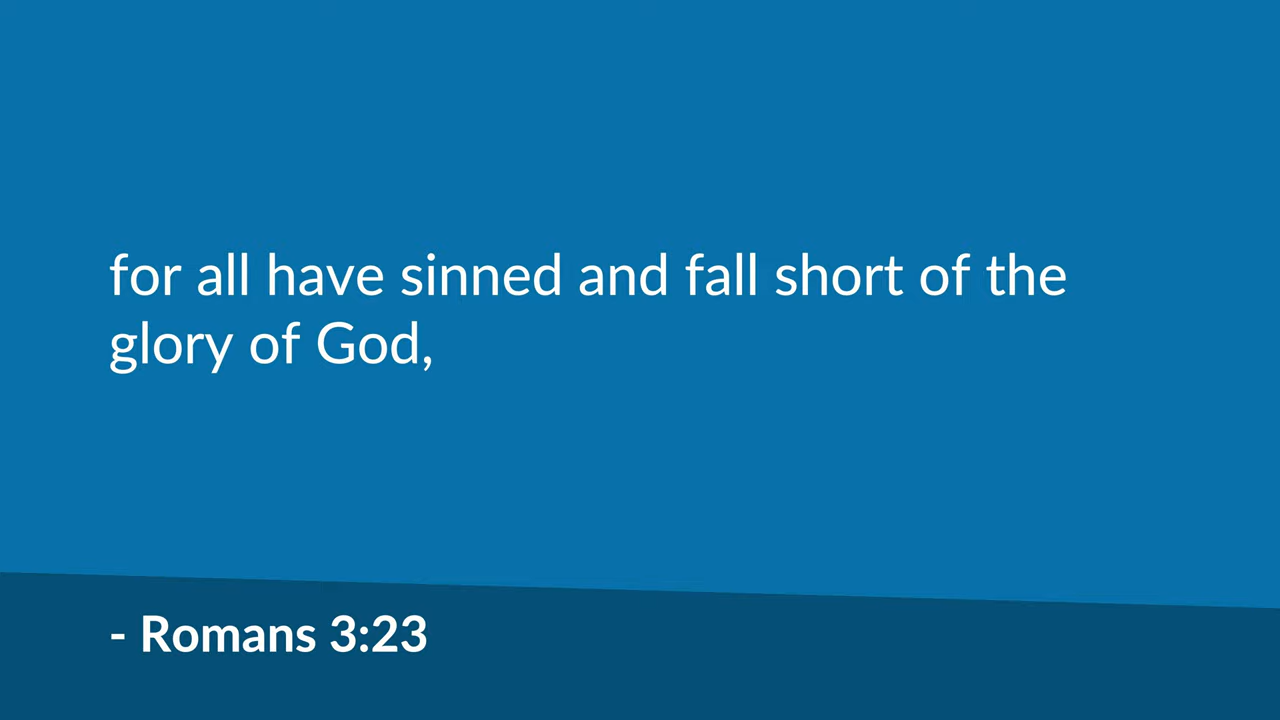 for all have sinned and fall short of the
glory of God,
- Romans 3:23